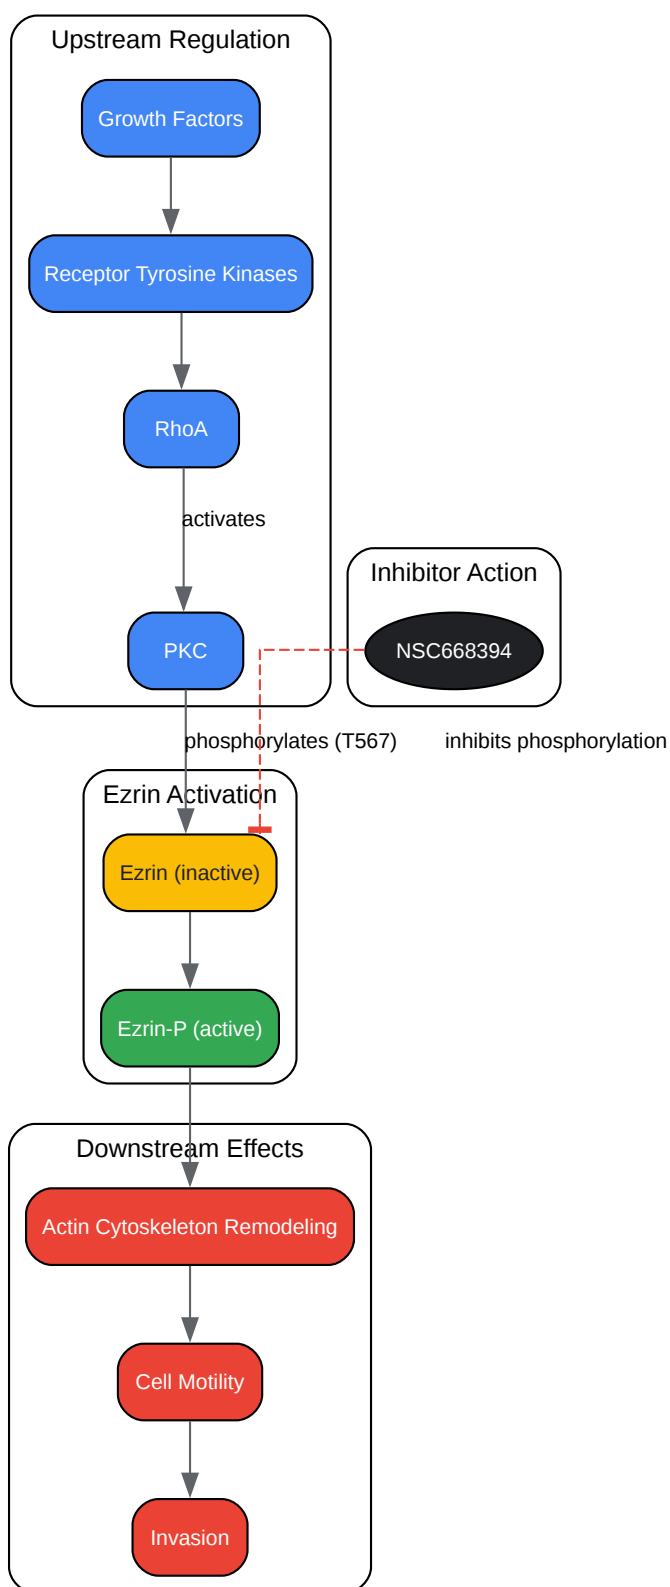 Upstream Regulation
Growth Factors
Receptor Tyrosine Kinases
RhoA
activates
Inhibitor Action
PKC
NSC668394
phosphorylates (T567)
inhibits phosphorylation
Ezrin Activation
Ezrin (inactive)
Ezrin-P (active)
Downstream Effects
Actin Cytoskeleton Remodeling
Cell Motility
Invasion